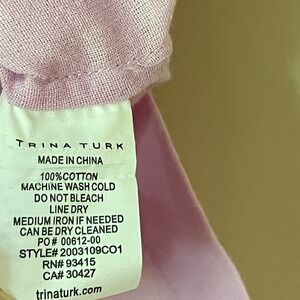 TRINA TURK
MADE IN CHINA
100%COTTON
MACHINE WASH COLD
DO NOT BLEACH
LINE DRY
MEDIUM IRON IF NEEDED
CAN BE DRY CLEANED
PO# 00612-00
STYLE# 2003109CO1
RN# 93415
CA# 30427
trinaturk.com